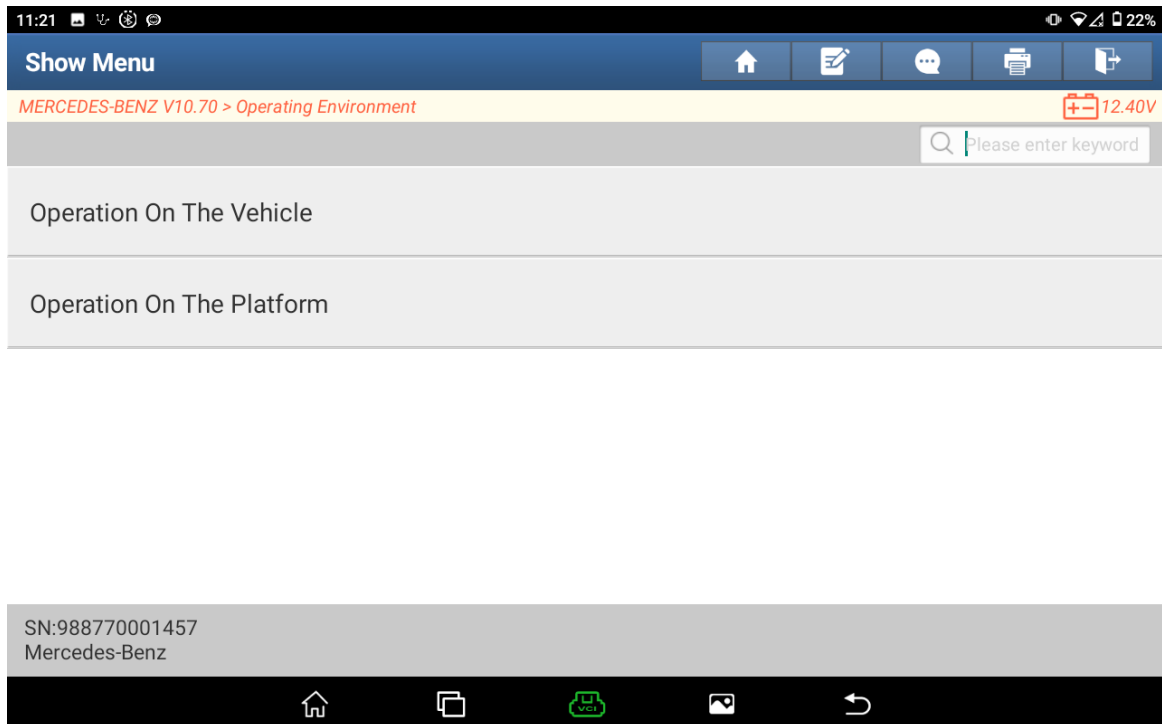 11:21
22%
Show Menu
MERCEDES-BENZ V10.70 > Operating Environment
12.40V
Please enter keyword
Operation On The Vehicle
Operation On The Platform
SN:988770001457
Mercedes-Benz
VCI